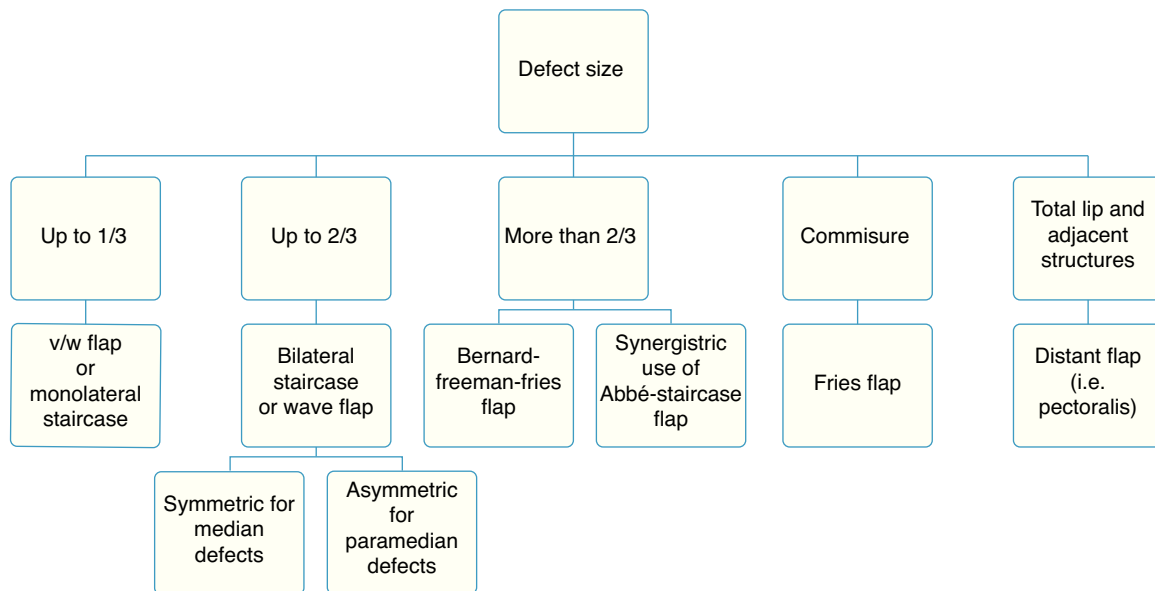 Defect size
Up to 1/3
Up to 2/3
More than 2/3
Commisure
Total lip and
adjacent
structures
v/w flap
or
monolateral
staircase
Bilateral
staircase
or wave flap
Bernard-
freeman-fries
flap
Synergistric
use of
Abbé-staircase
flap
Fries flap
Distant flap
(i.e.
pectoralis)
Symmetric for
median
defects
Asymmetric
for
paramedian
defects